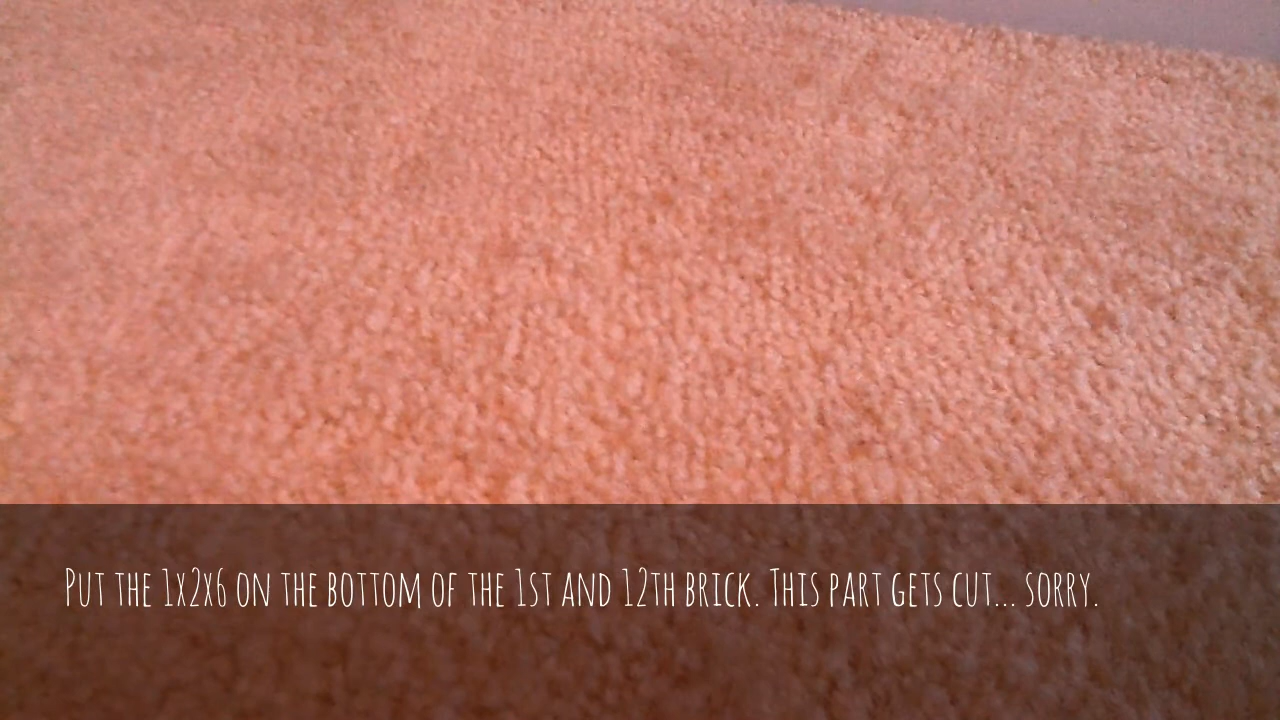 Put the 1x2x6 on the bottom of the 1st and 12th brick. This part gets cut... sorry.